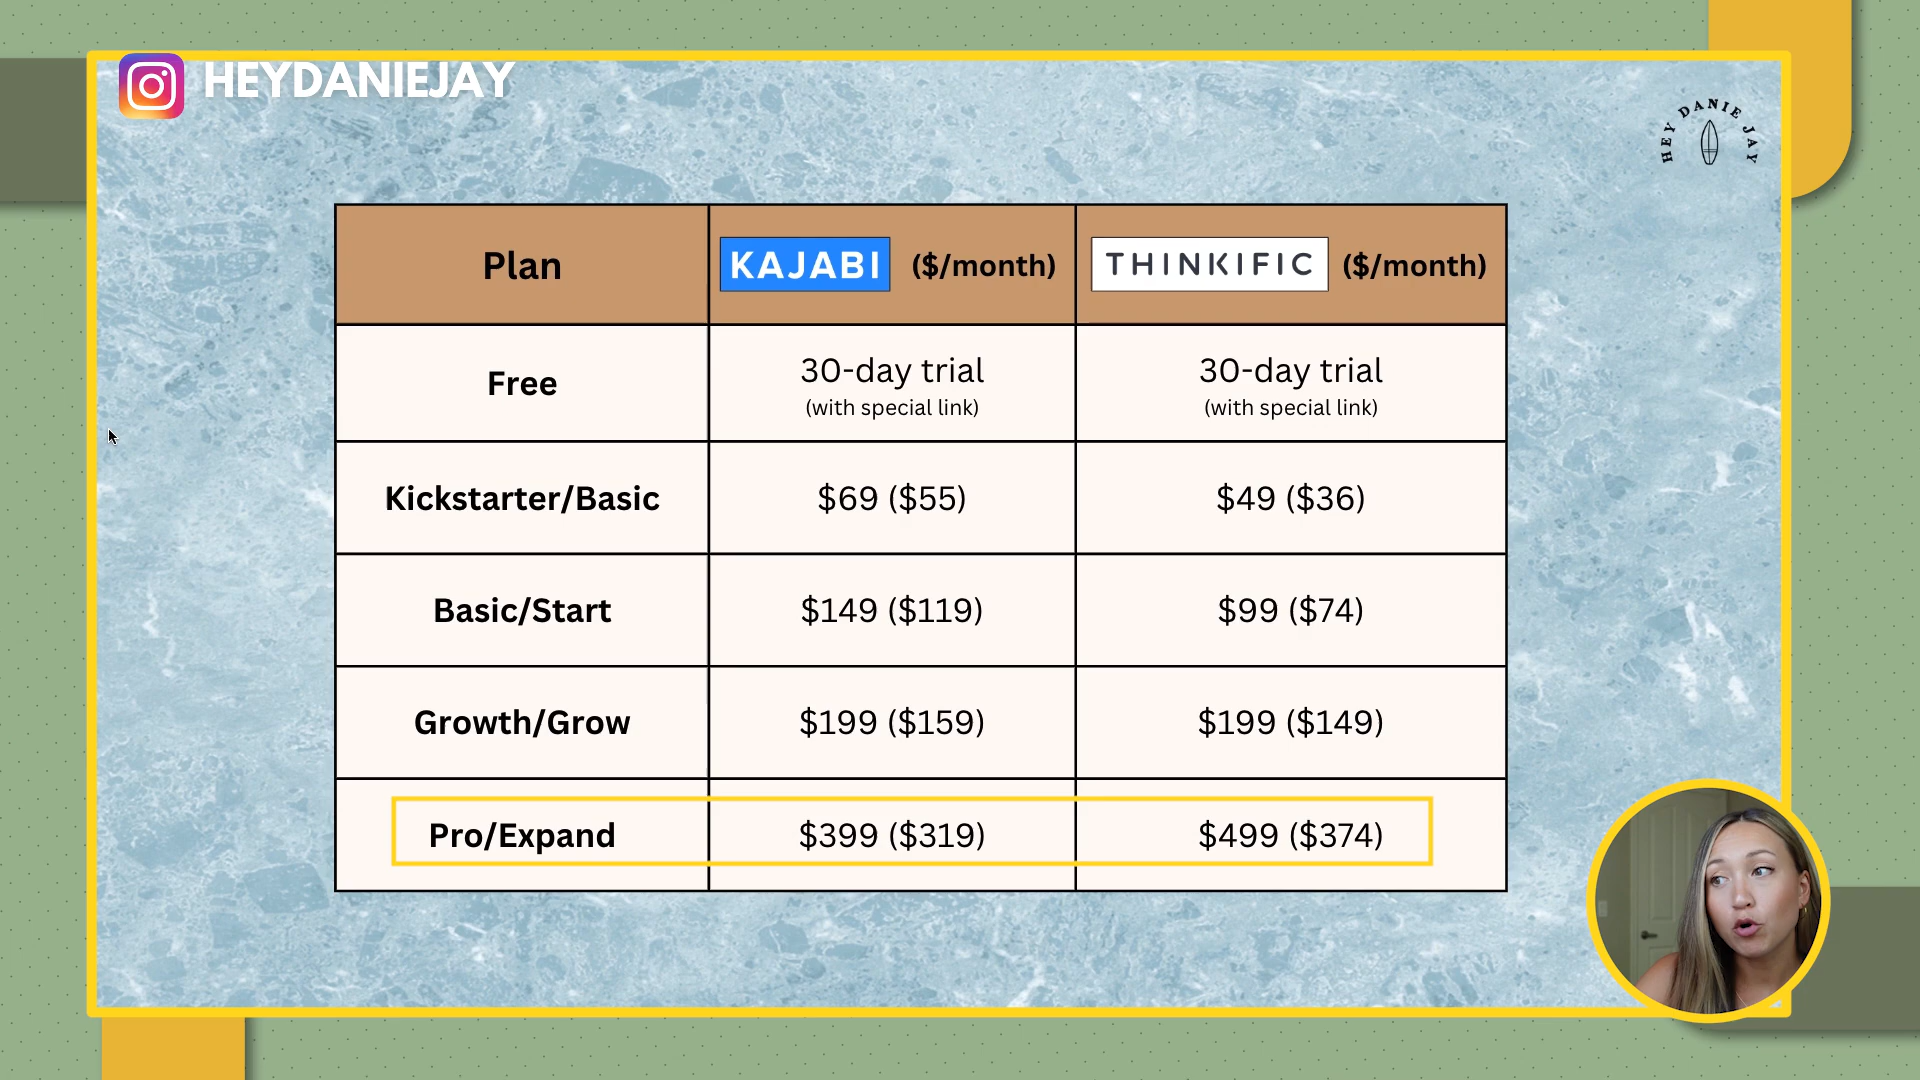 HEYDANIEJAY
HEY DANIE JAY
Plan
KAJABI ($/month)
THINKIFIC ($/month)
Free
30-day trial
(with special link)
30-day trial
(with special link)
Kickstarter/Basic
$69 ($55)
$49 ($36)
Basic/Start
$149 ($119)
$99 ($74)
Growth/Grow
$199 ($159)
$199 ($149)
Pro/Expand
$399 ($319)
$499 ($374)